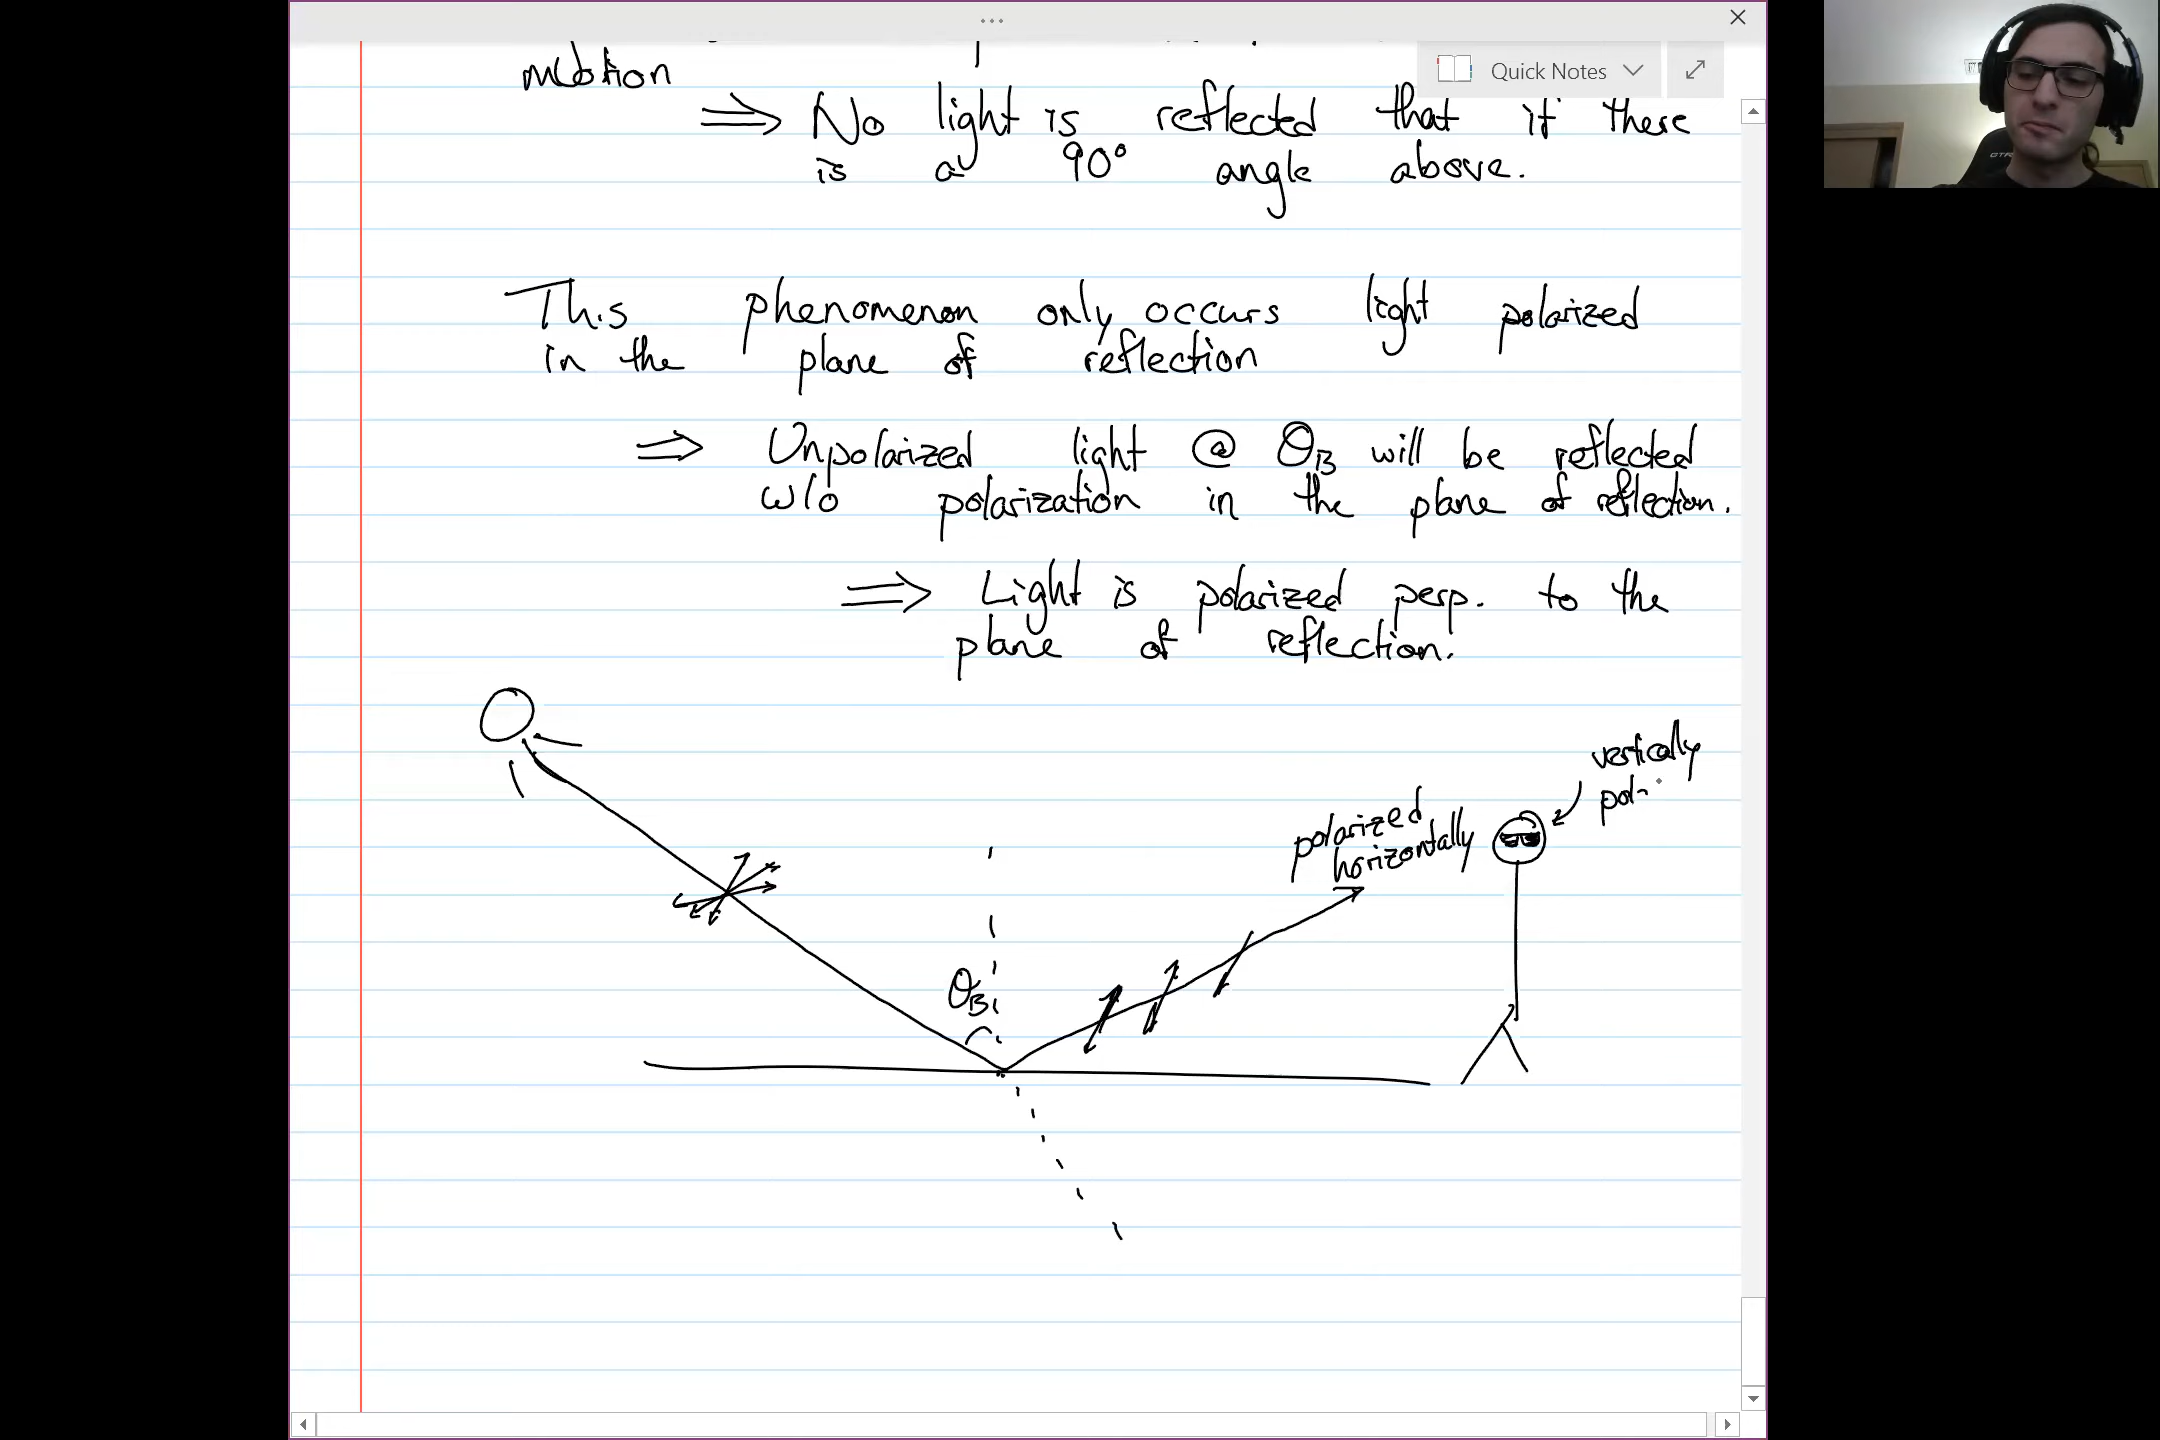 ...
Quick Notes
motion
⇒ No light is reflected that if there
is a 90° angle above.
This phenomenon only occurs light polarized
in the plane of reflection
⇒ Unpolarized light @ θB will be reflected
w/o polarization in the plane of reflection.
⇒ Light is polarized perp. to the
plane of reflection.
vertically
pol
polarized
horizontally
θB